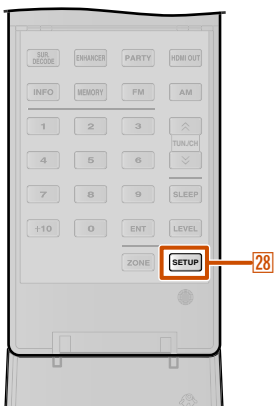 SUR. DECODE ENHANCER PARTY HDMI OUT
INFO MEMORY FM AM
1 2 3
TUN./CH
4 5 6
7 8 9 SLEEP
+10 0 ENT LEVEL
ZONE SETUP 28